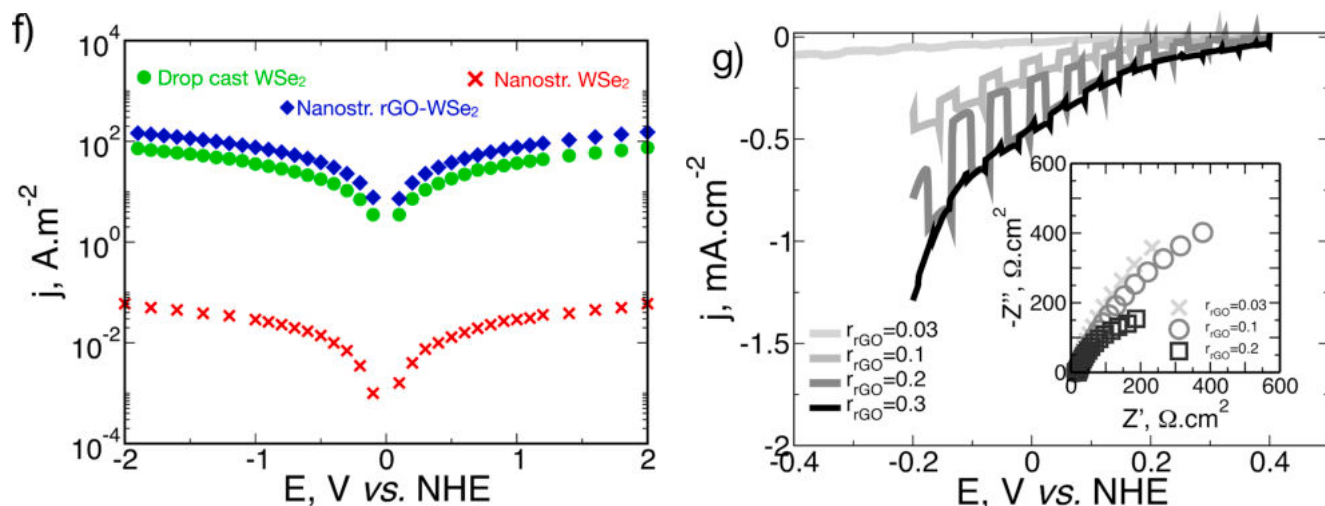 f)
10⁴
10²
10⁰
10⁻²
10⁻⁴
j, A.m⁻²
Drop cast WSe₂
Nanostr. WSe₂
Nanostr. rGO-WSe₂
-2 -1 0 1 2
E, V vs. NHE
g)
0
-0.5
-1
-1.5
-2
j, mA.cm⁻²
r_rGO=0.03
r_rGO=0.1
r_rGO=0.2
r_rGO=0.3
-0.4 -0.2 0 0.2 0.4
E, V vs. NHE
600
400
200
0
-Z'', Ω.cm²
r_rGO=0.03
r_rGO=0.1
r_rGO=0.2
0 200 400 600
Z', Ω.cm²